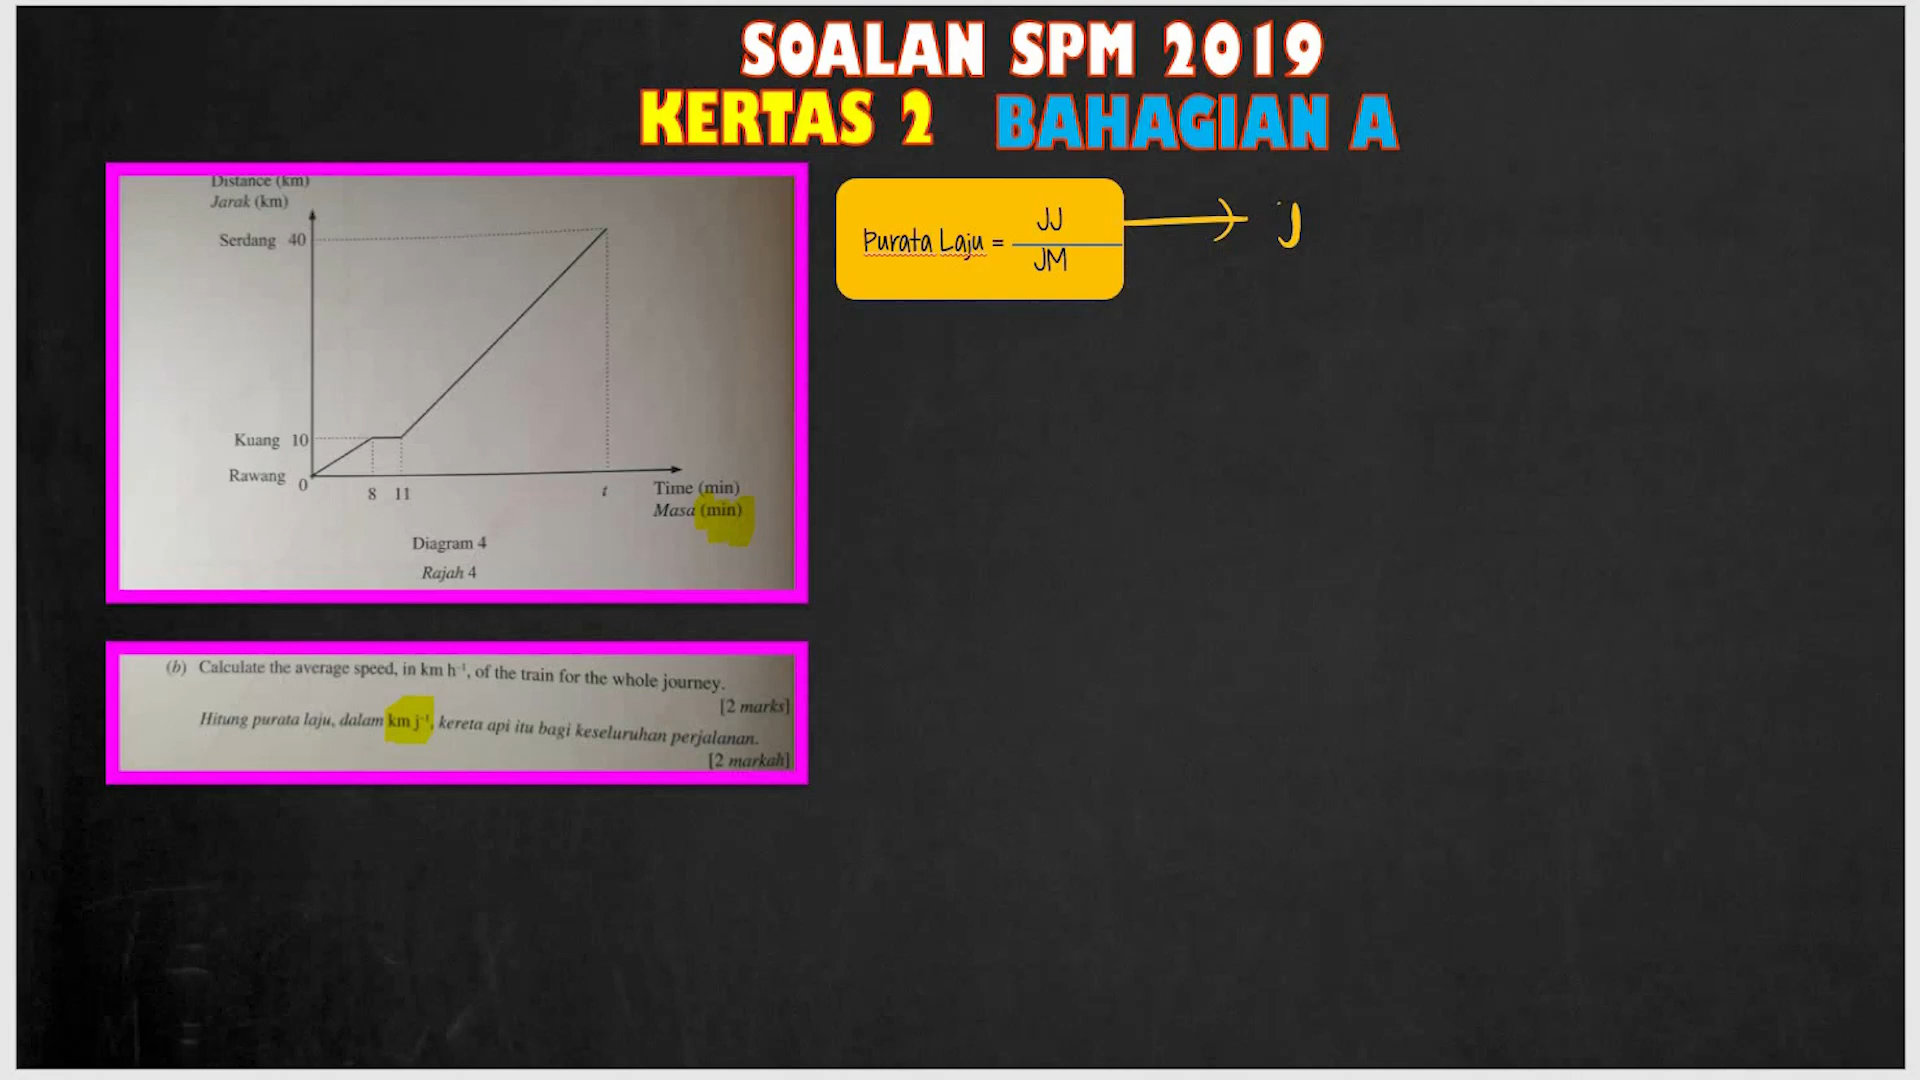 SOALAN SPM 2019
KERTAS 2 BAHAGIAN A
Distance (km)
Jarak (km)
Serdang 40
Kuang 10
Rawang 0
8 11 t
Time (min)
Masa (min)
Diagram 4
Rajah 4
Purata Laju = JJ
JM
J
(b) Calculate the average speed, in km h⁻¹, of the train for the whole journey.
[2 marks]
Hitung purata laju, dalam km j⁻¹, kereta api itu bagi keseluruhan perjalanan.
[2 markah]